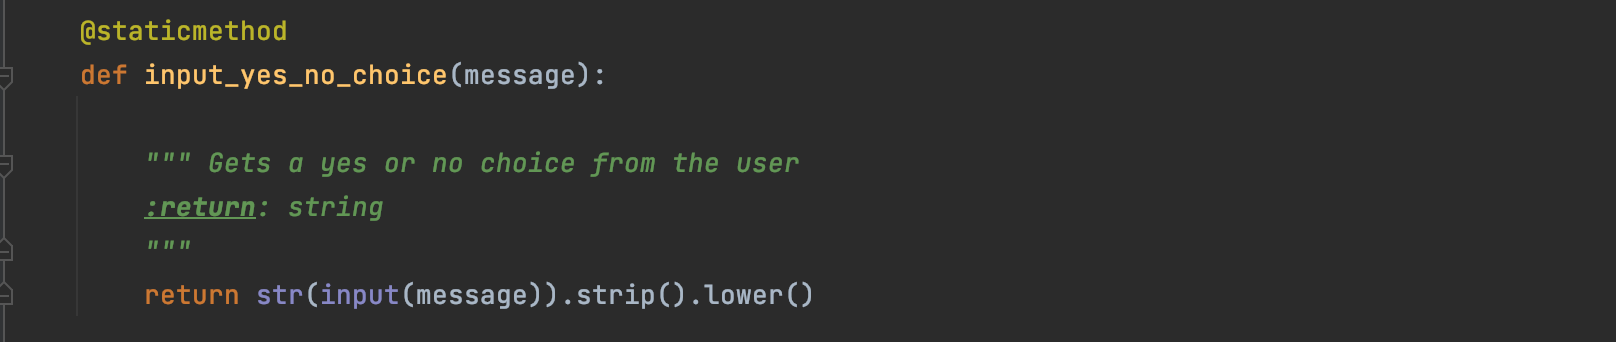 @staticmethod
def input_yes_no_choice(message):
""" Gets a yes or no choice from the user
:return: string
"""
return str(input(message)).strip().lower()